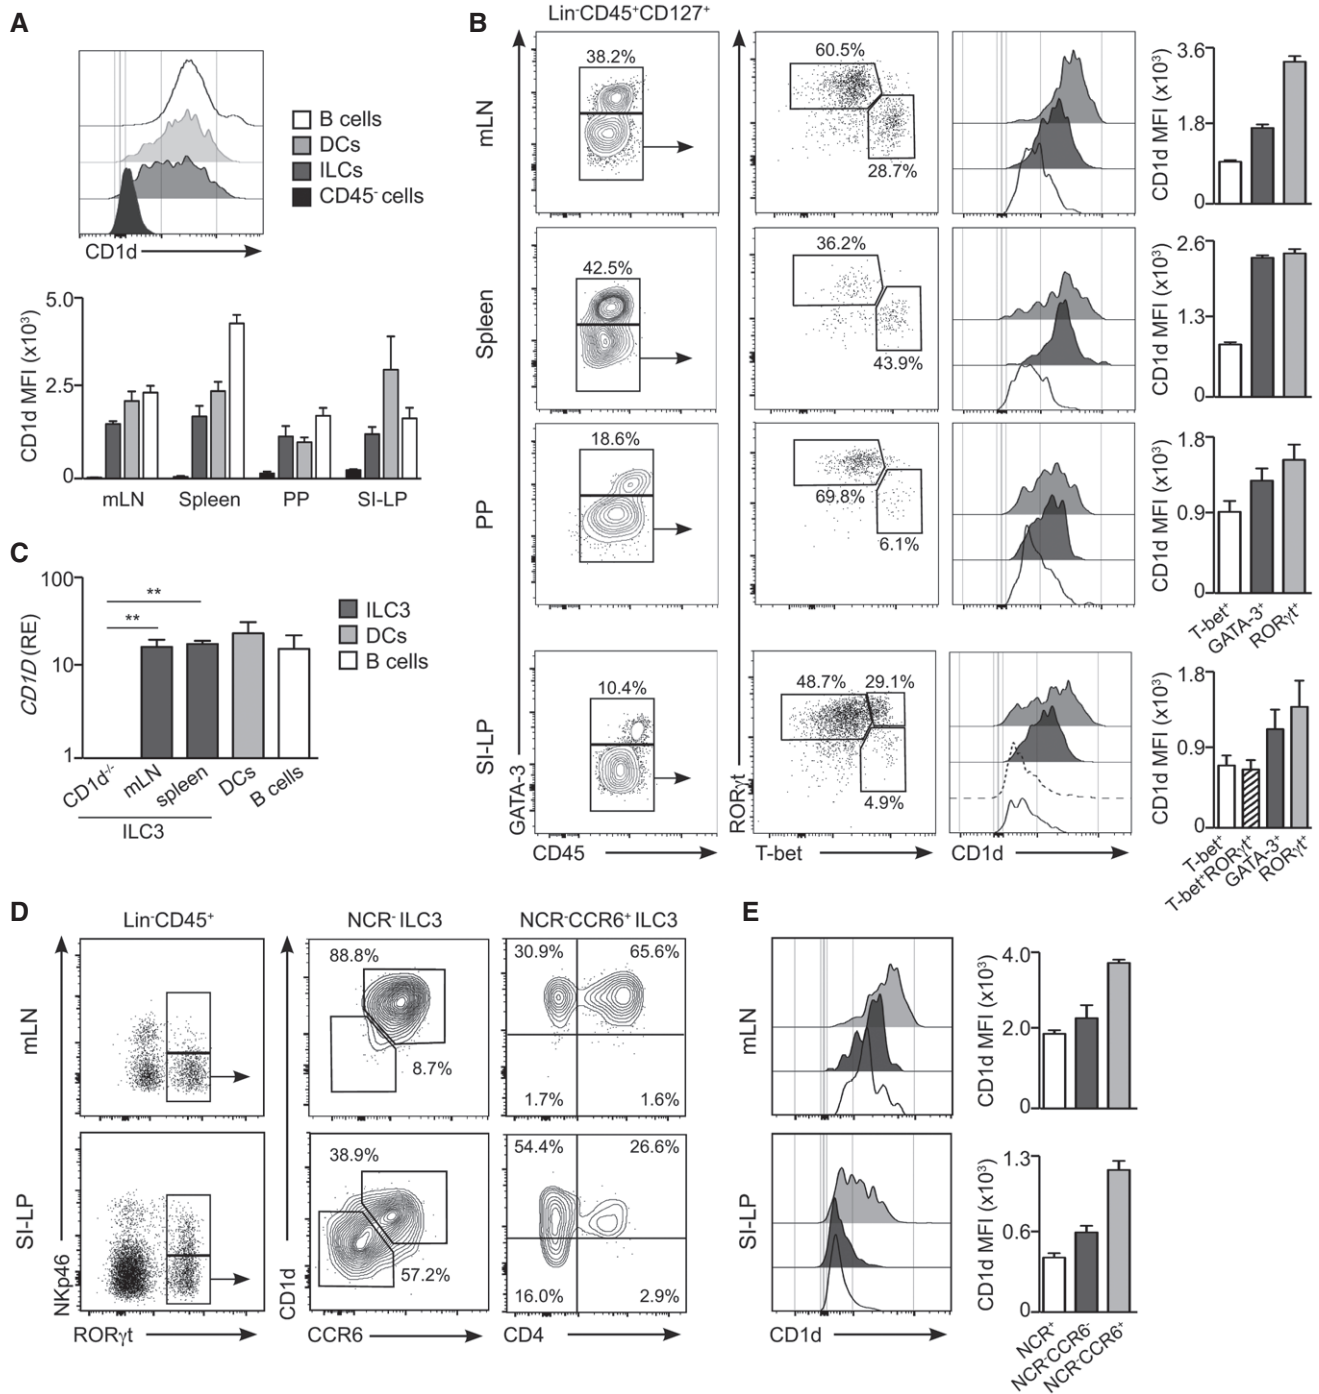 A
B cells
DCs
ILCs
CD45⁻ cells
CD1d
CD1d MFI (x10³)
5.0
2.5
0
mLN
Spleen
PP
SI-LP
B
Lin⁻CD45⁺CD127⁺
mLN
38.2%
60.5%
28.7%
CD1d MFI (x10³)
3.6
1.8
0
Spleen
42.5%
36.2%
43.9%
CD1d MFI (x10³)
2.6
1.3
0
PP
18.6%
69.8%
6.1%
CD1d MFI (x10³)
1.8
0.9
0
T-bet⁺
GATA-3⁺
RORγt⁺
SI-LP
GATA-3
10.4%
CD45
RORγt
48.7%
29.1%
4.9%
T-bet
CD1d
CD1d MFI (x10³)
1.8
0.9
0
T-bet⁺
T-bet⁺RORγt⁺
GATA-3⁺
RORγt⁺
C
CD1D (RE)
100
10
1
**
**
ILC3
DCs
B cells
CD1d⁻/⁻
mLN
spleen
DCs
B cells
ILC3
D
Lin⁻CD45⁺
NCR⁻ ILC3
NCR⁻CCR6⁺ ILC3
mLN
88.8%
8.7%
30.9%
65.6%
1.7%
1.6%
SI-LP
NKp46
RORγt
CD1d
38.9%
57.2%
CCR6
54.4%
26.6%
16.0%
2.9%
CD4
E
mLN
CD1d MFI (x10³)
4.0
2.0
0
SI-LP
CD1d
CD1d MFI (x10³)
1.3
0.6
0
NCR⁺
NCR⁻CCR6⁻
NCR⁻CCR6⁺